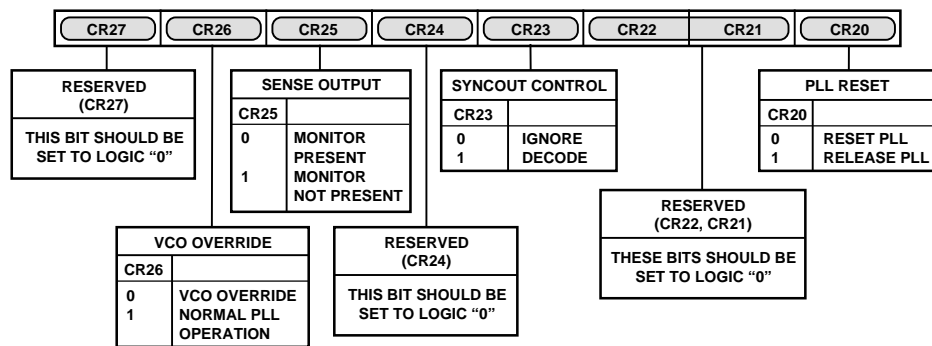 CR27 CR26 CR25 CR24 CR23 CR22 CR21 CR20
RESERVED
(CR27)
THIS BIT SHOULD BE
SET TO LOGIC “0”
SENSE OUTPUT
CR25
0 MONITOR
PRESENT
1 MONITOR
NOT PRESENT
SYNCOUT CONTROL
CR23
0 IGNORE
1 DECODE
PLL RESET
CR20
0 RESET PLL
1 RELEASE PLL
VCO OVERRIDE
CR26
0 VCO OVERRIDE
1 NORMAL PLL
OPERATION
RESERVED
(CR24)
THIS BIT SHOULD BE
SET TO LOGIC “0”
RESERVED
(CR22, CR21)
THESE BITS SHOULD BE
SET TO LOGIC “0”